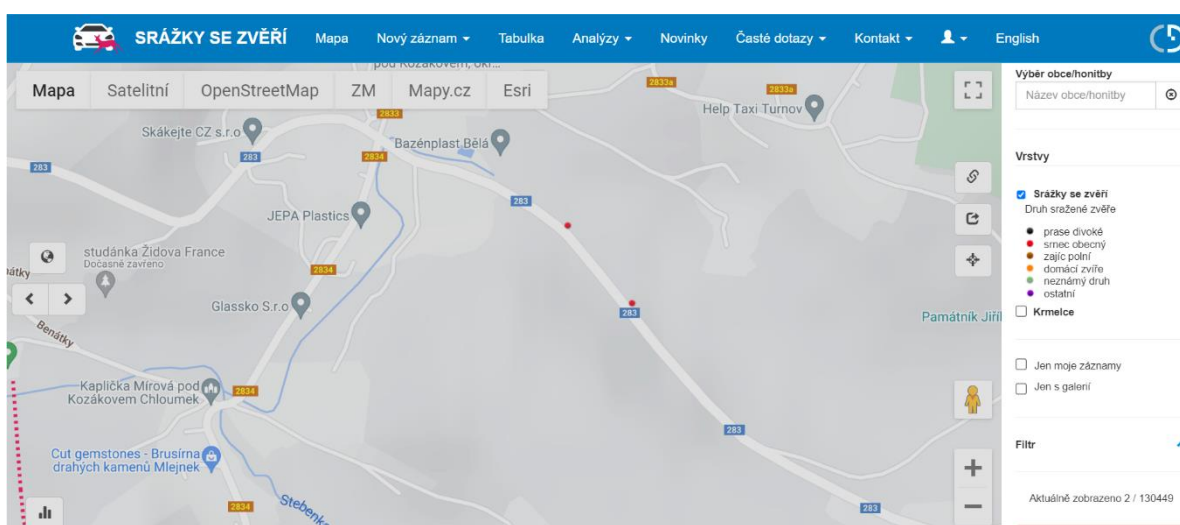 SRÁŽKY SE ZVĚŘÍ
Mapa
Nový záznam
Tabulka
Analýzy
Novinky
Časté dotazy
Kontakt
English
Mapa
Satelitní
OpenStreetMap
ZM
Mapy.cz
Esri
Výběr obce/honitby
Název obce/honitby
2833a
2833a
Help Taxi Turnov
2833
Skákejte CZ s.r.o
Bazénplast Bělá
283
2834
283
Vrstvy
283
Srážky se zvěří
Druh sražené zvěře
JEPA Plastics
prase divoké
srnec obecný
zajíc polní
domácí zvíře
neznámý druh
ostatní
studánka Židova France
Dočasně zavřeno
2834
Glassko S.r.o
283
Památník Jiří
Krmelce
Benátky
Jen moje záznamy
Jen s galerií
Kaplička Mírová pod
Kozákovem Chloumek
2834
283
Filtr
Cut gemstones - Brusírna
drahých kamenů Mlejnek
2834
283
Aktuálně zobrazeno 2 / 130449